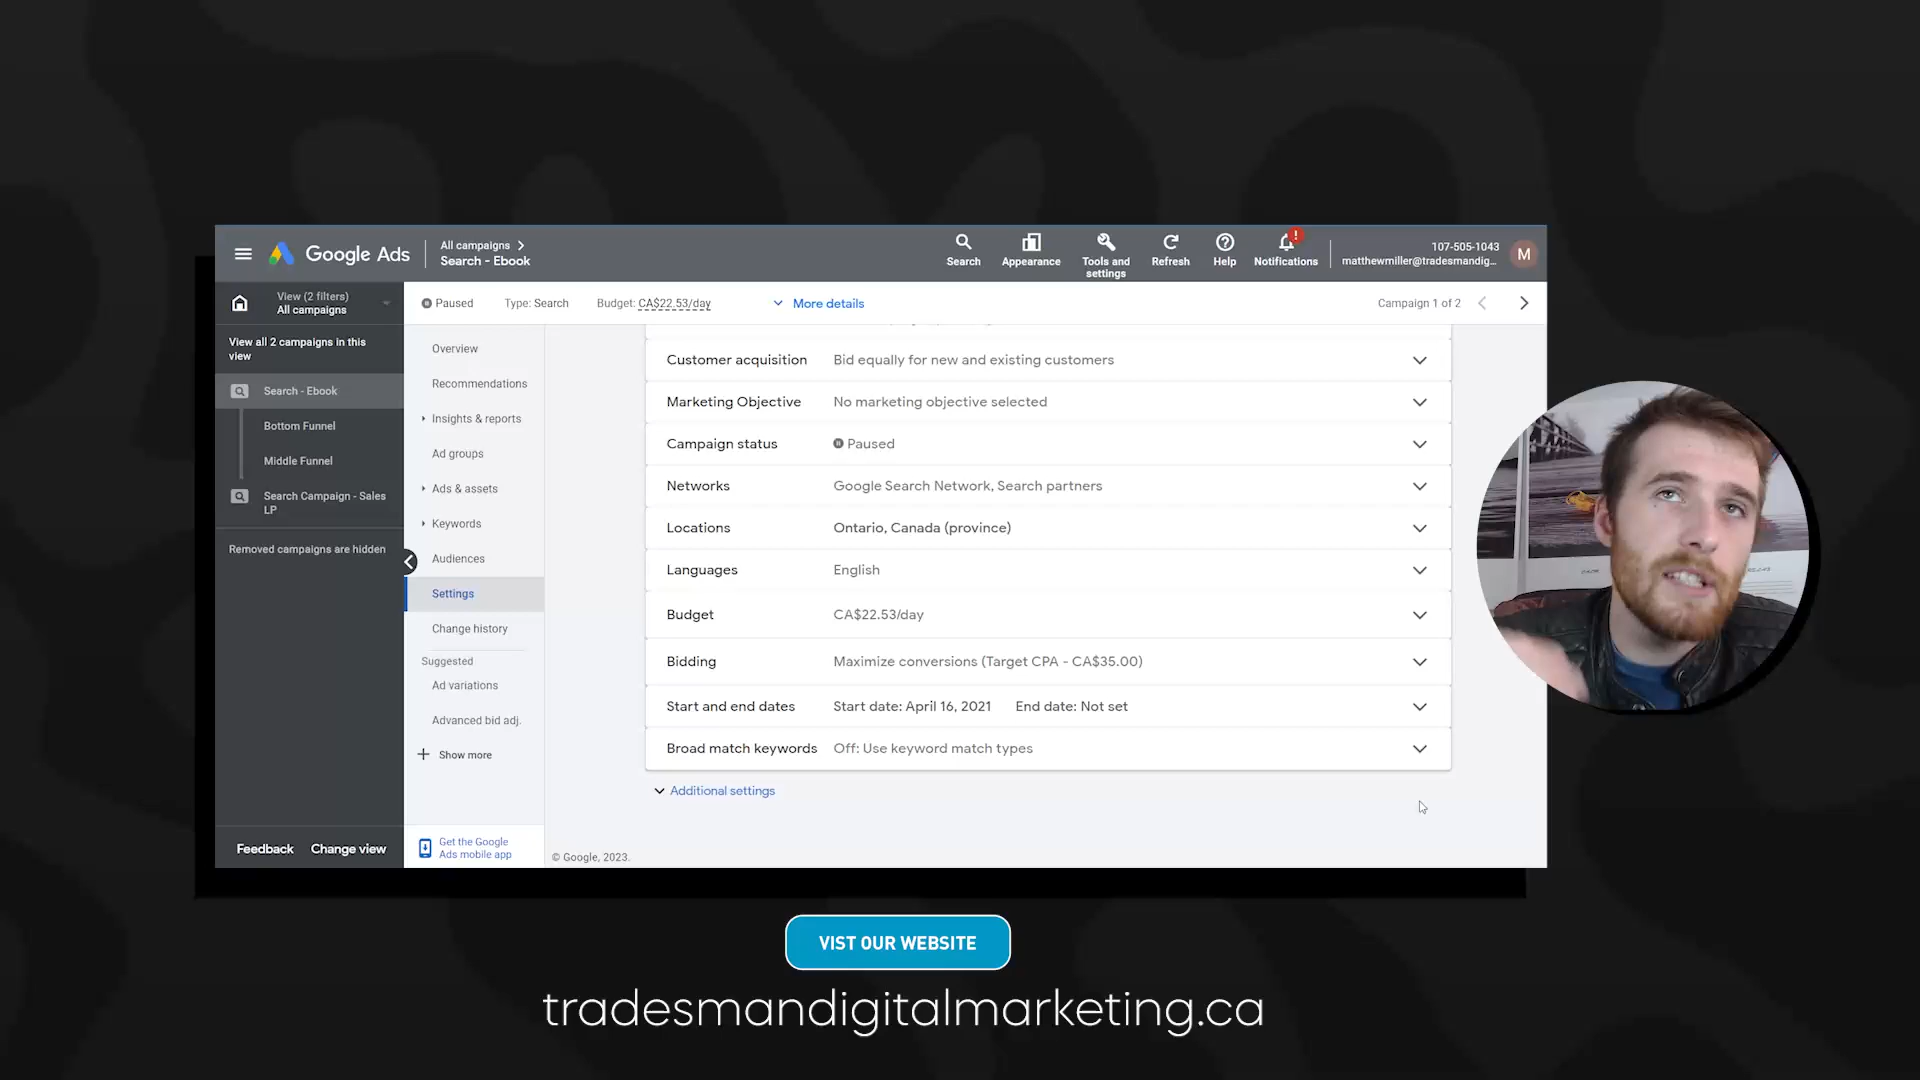 Google Ads
All campaigns
Search - Ebook
Search
Appearance
Tools and
settings
Refresh
Help
!
Notifications
107-505-1043
matthewmiller@tradesmandig...
M
View (2 filters)
All campaigns
Paused
Type: Search
Budget: CA$22.53/day
More details
Campaign 1 of 2
View all 2 campaigns in this
view
Search - Ebook
Bottom Funnel
Middle Funnel
Search Campaign - Sales
LP
Removed campaigns are hidden
Feedback
Change view
Overview
Recommendations
Insights & reports
Ad groups
Ads & assets
Keywords
Audiences
Settings
Change history
Suggested
Ad variations
Advanced bid adj.
Show more
Get the Google
Ads mobile app
Customer acquisition Bid equally for new and existing customers
Marketing Objective No marketing objective selected
Campaign status Paused
Networks Google Search Network, Search partners
Locations Ontario, Canada (province)
Languages English
Budget CA$22.53/day
Bidding Maximize conversions (Target CPA - CA$35.00)
Start and end dates Start date: April 16, 2021 End date: Not set
Broad match keywords Off: Use keyword match types
Additional settings
© Google, 2023.
VIST OUR WEBSITE
tradesmandigitalmarketing.ca